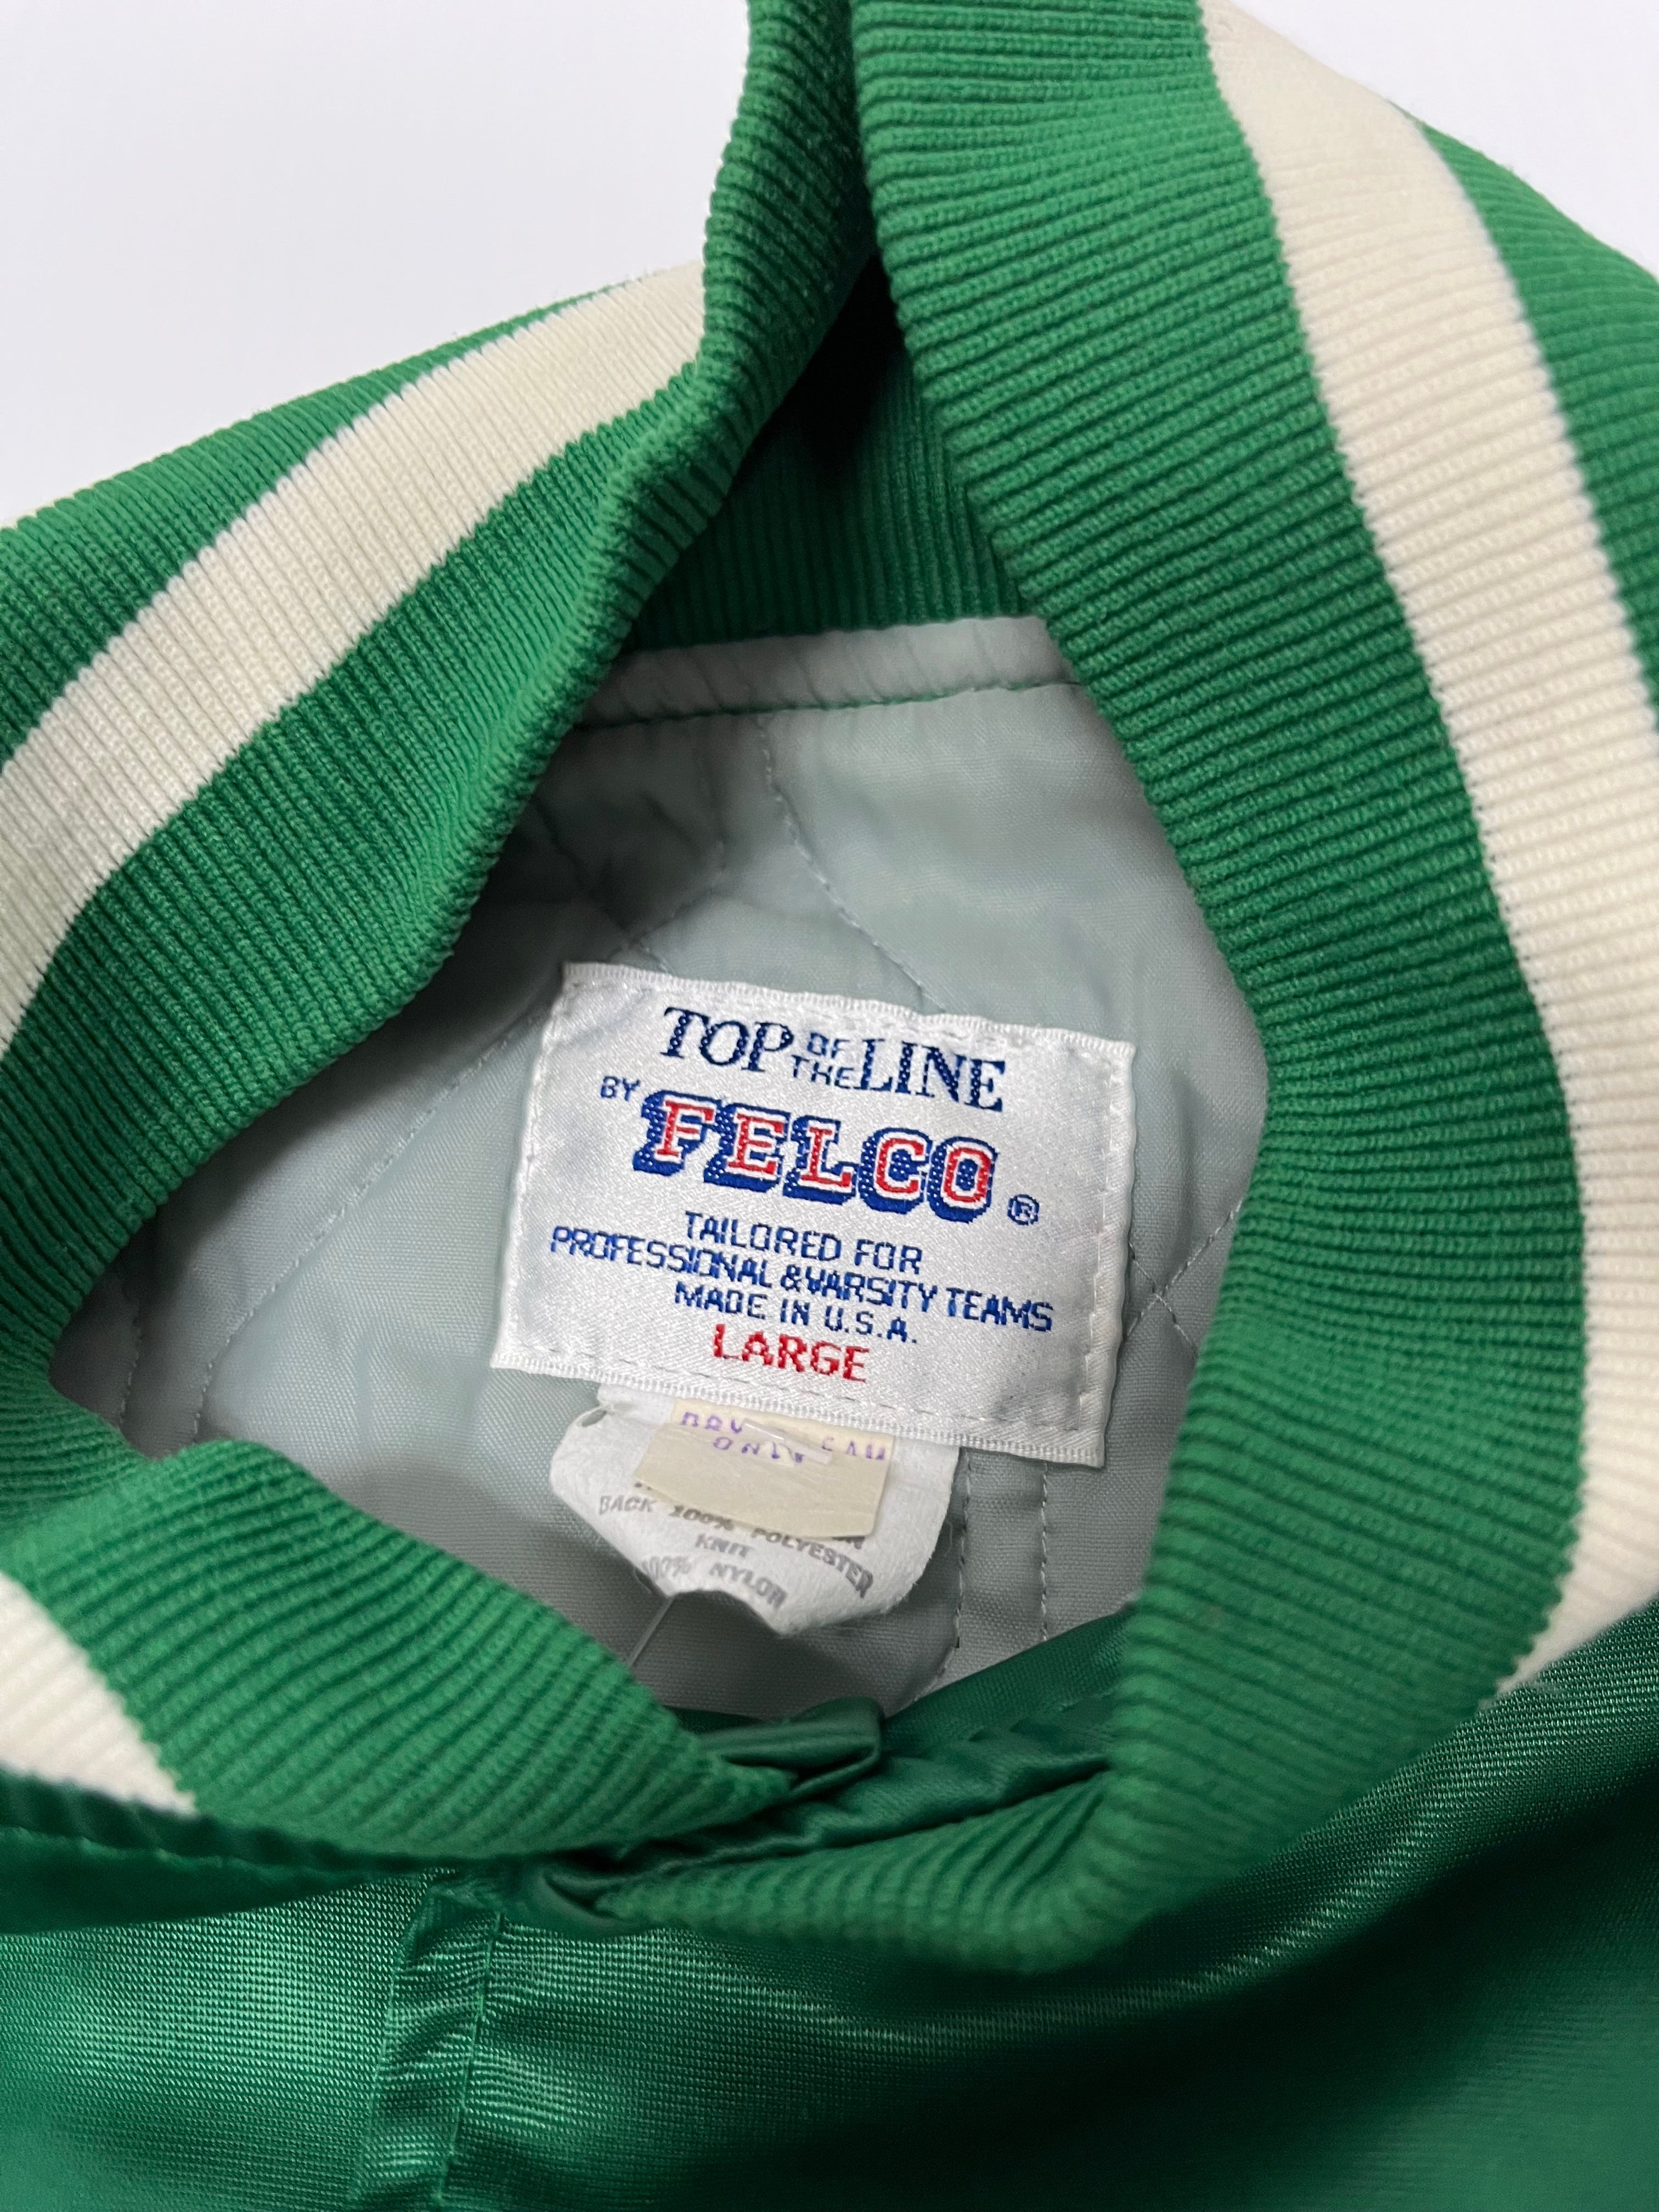 TOP OF THE LINE
BY FELCO ®
TAILORED FOR
PROFESSIONAL & VARSITY TEAMS
MADE IN U.S.A.
LARGE
ONLY
BACK 100% POLYESTER
KNIT
100% NYLON